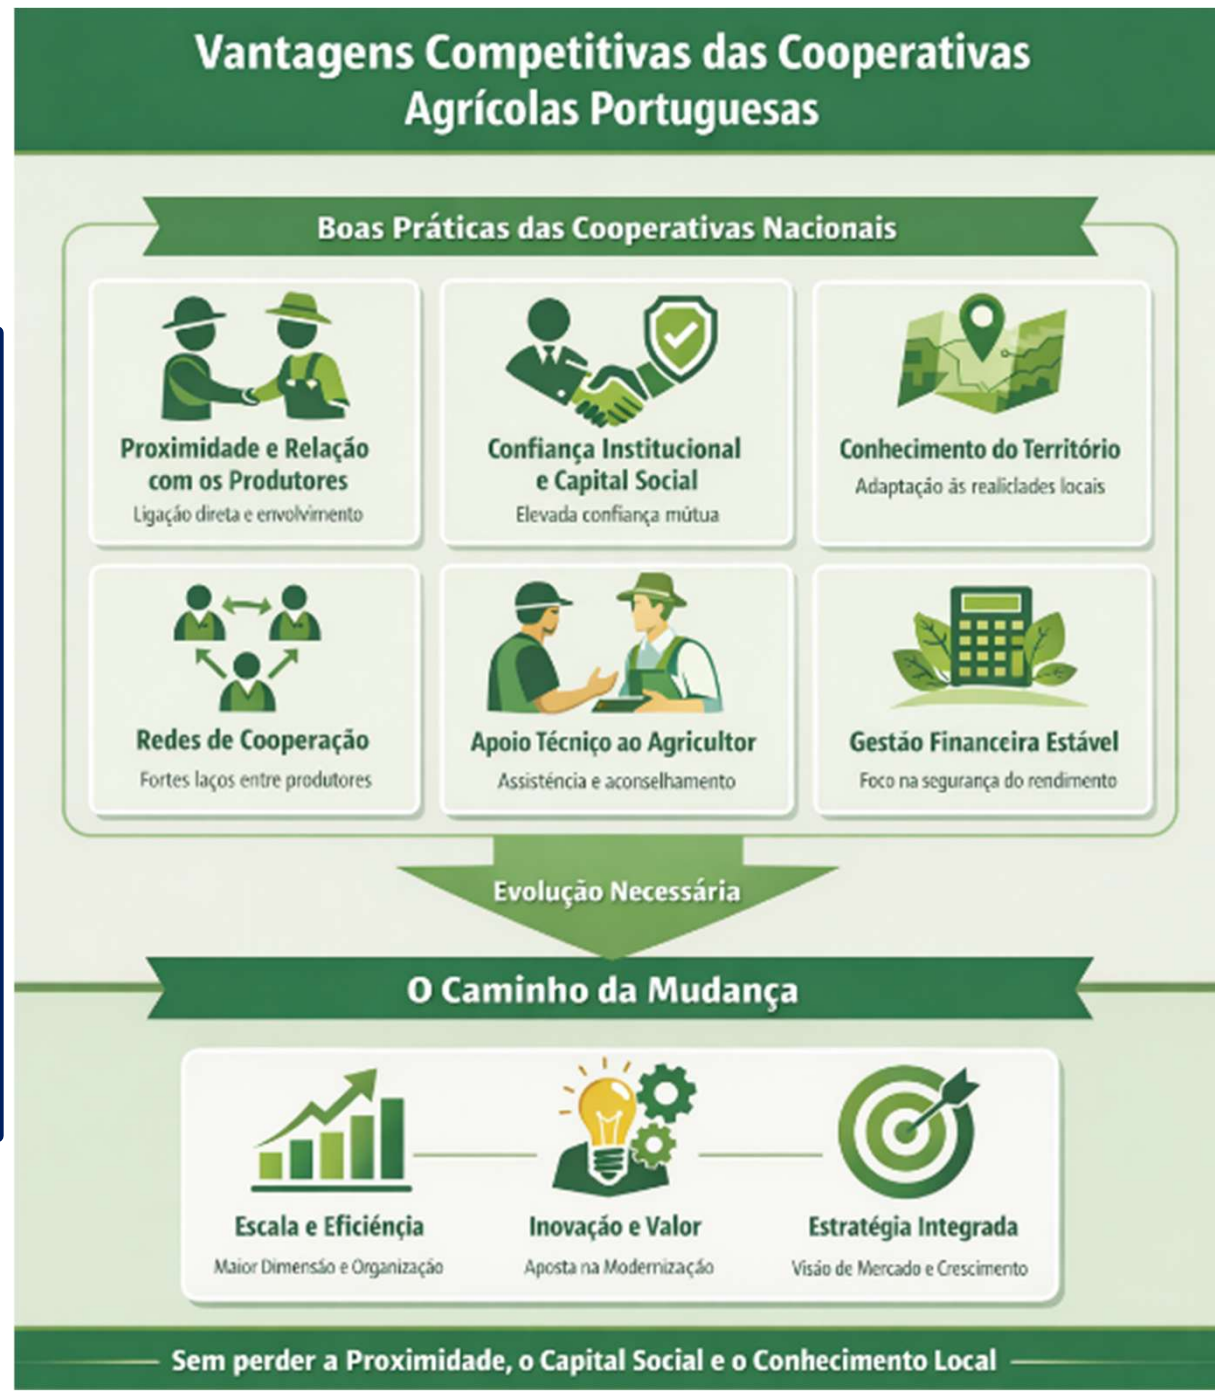 Vantagens Competitivas das Cooperativas
Agrícolas Portuguesas
Boas Práticas das Cooperativas Nacionais
Proximidade e Relação
com os Produtores
Ligação direta e envolvimento
Confiança Institucional
e Capital Social
Elevada confiança mútua
Conhecimento do Território
Adaptação às realiclades locais
Redes de Cooperação
Fortes laços entre produtores
Apoio Técniço ao Agricultor
Assisténcia e aconselhamento
Gestão Financeira Estável
Foco na segurança do rendimento
Evolução Necessária
O Caminho da Mudança
Escala e Eficiénçia
Maior Dimensão e Organização
Inovação e Valor
Aposta na Modernização
Estratégia Integrada
Visão de Mercado e Crescimento
Sem perder a Proximidade, o Capital Social e o Conhecimento Local